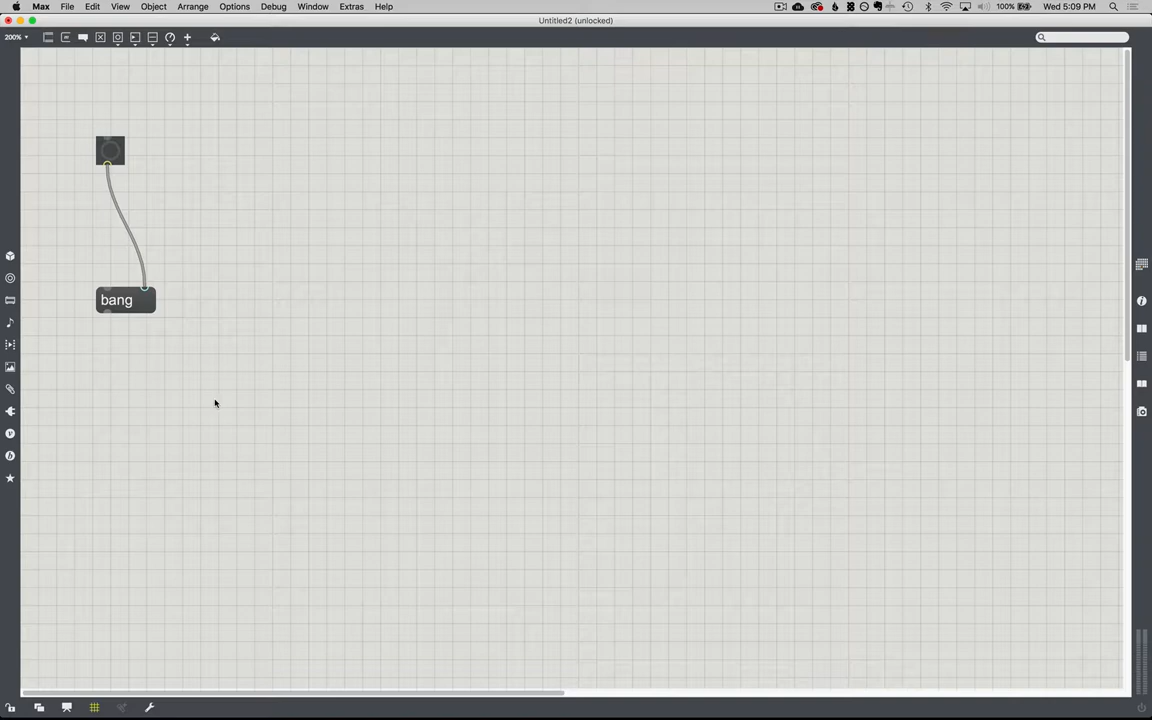 Max File Edit View Object Arrange Options Debug Window Extras Help 100% Wed 5:09 PM
Untitled2 (unlocked)
200%
bang